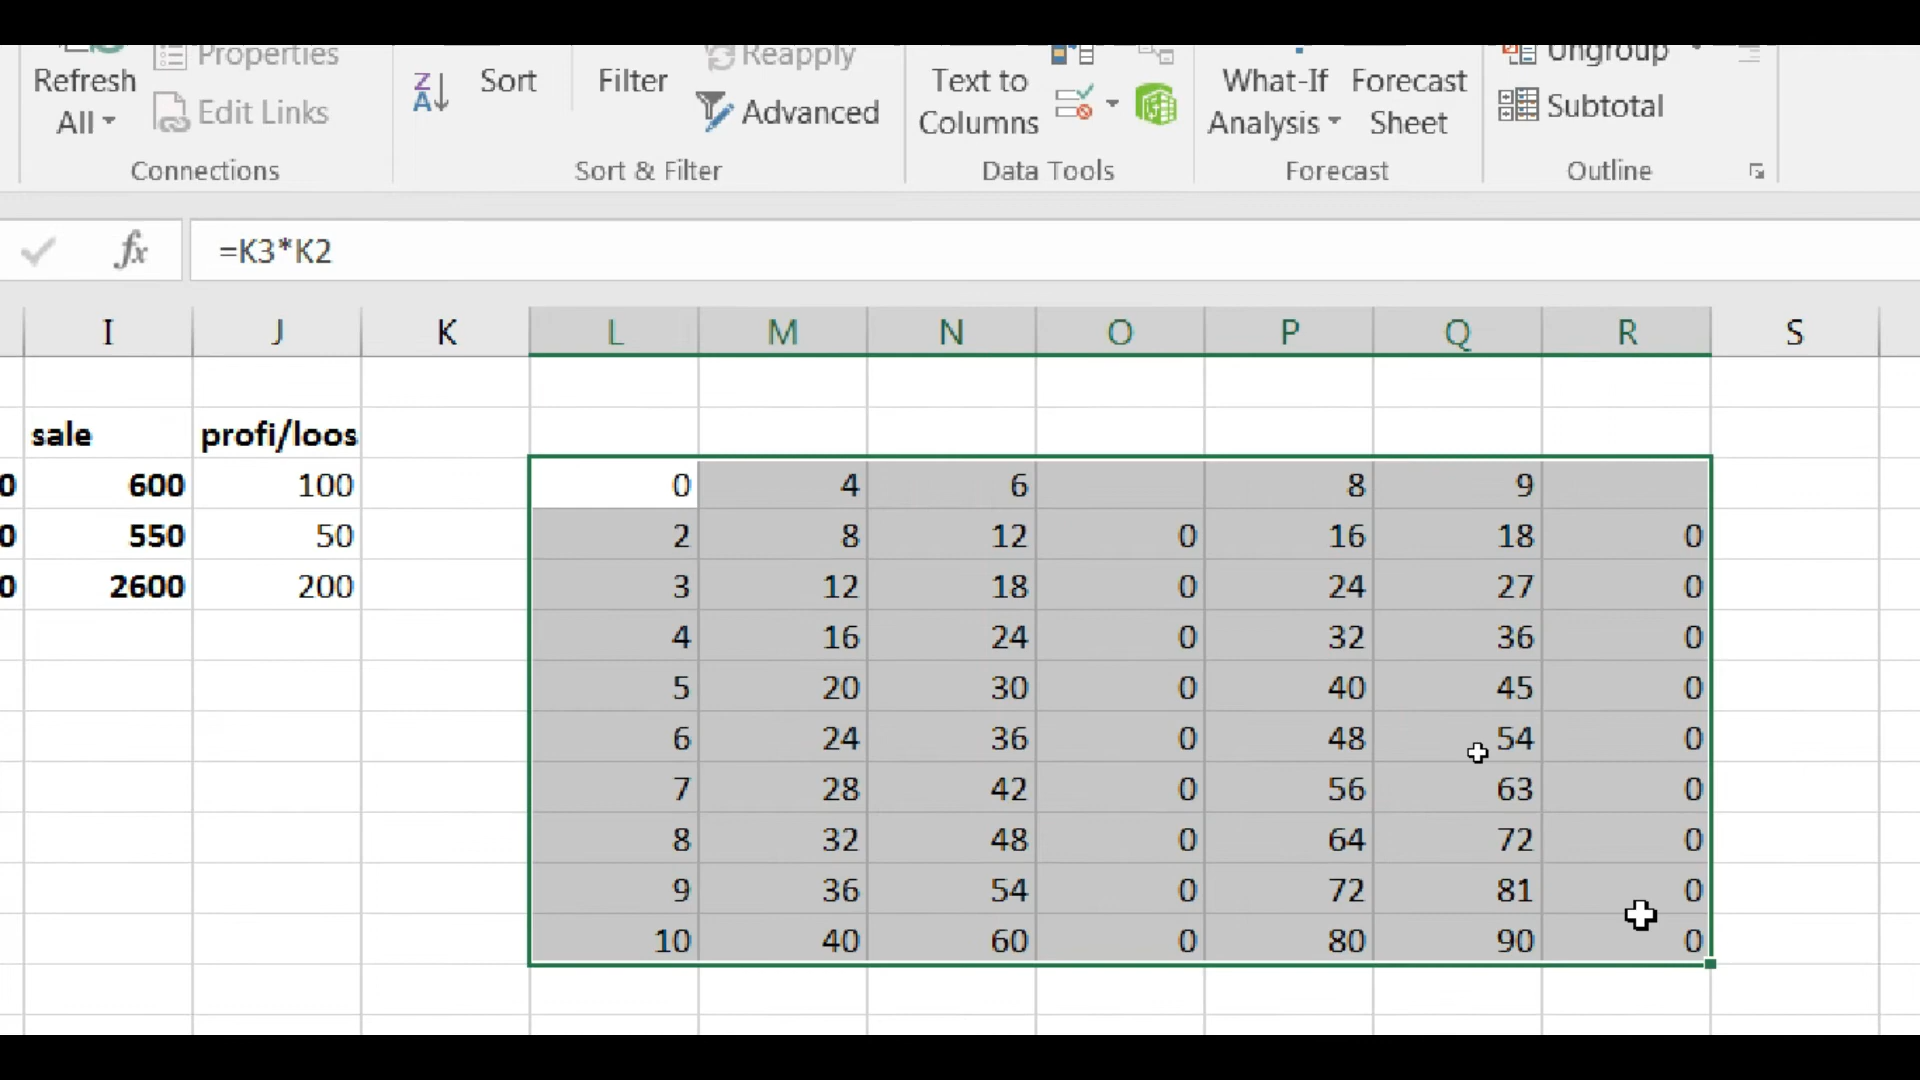 Properties
Reapply
Ungroup
Refresh All
Edit Links
Sort
Filter
Advanced
Text to Columns
What-If Analysis
Forecast Sheet
Subtotal
Connections
Sort & Filter
Data Tools
Forecast
Outline
fx =K3*K2
I J K L M N O P Q R S
sale profi/loos
0 600 100 0 4 6 8 9
0 550 50 2 8 12 0 16 18 0
0 2600 200 3 12 18 0 24 27 0
4 16 24 0 32 36 0
5 20 30 0 40 45 0
6 24 36 0 48 54 0
7 28 42 0 56 63 0
8 32 48 0 64 72 0
9 36 54 0 72 81 0
10 40 60 0 80 90 0